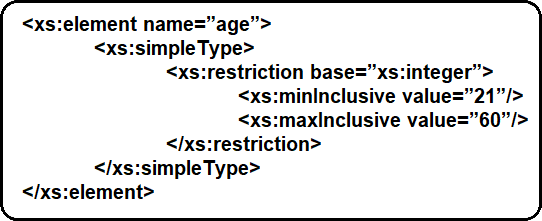 <xs:element name=”age”>
<xs:simpleType>
<xs:restriction base=”xs:integer”>
<xs:minInclusive value=”21”/>
<xs:maxInclusive value=”60”/>
</xs:restriction>
</xs:simpleType>
</xs:element>